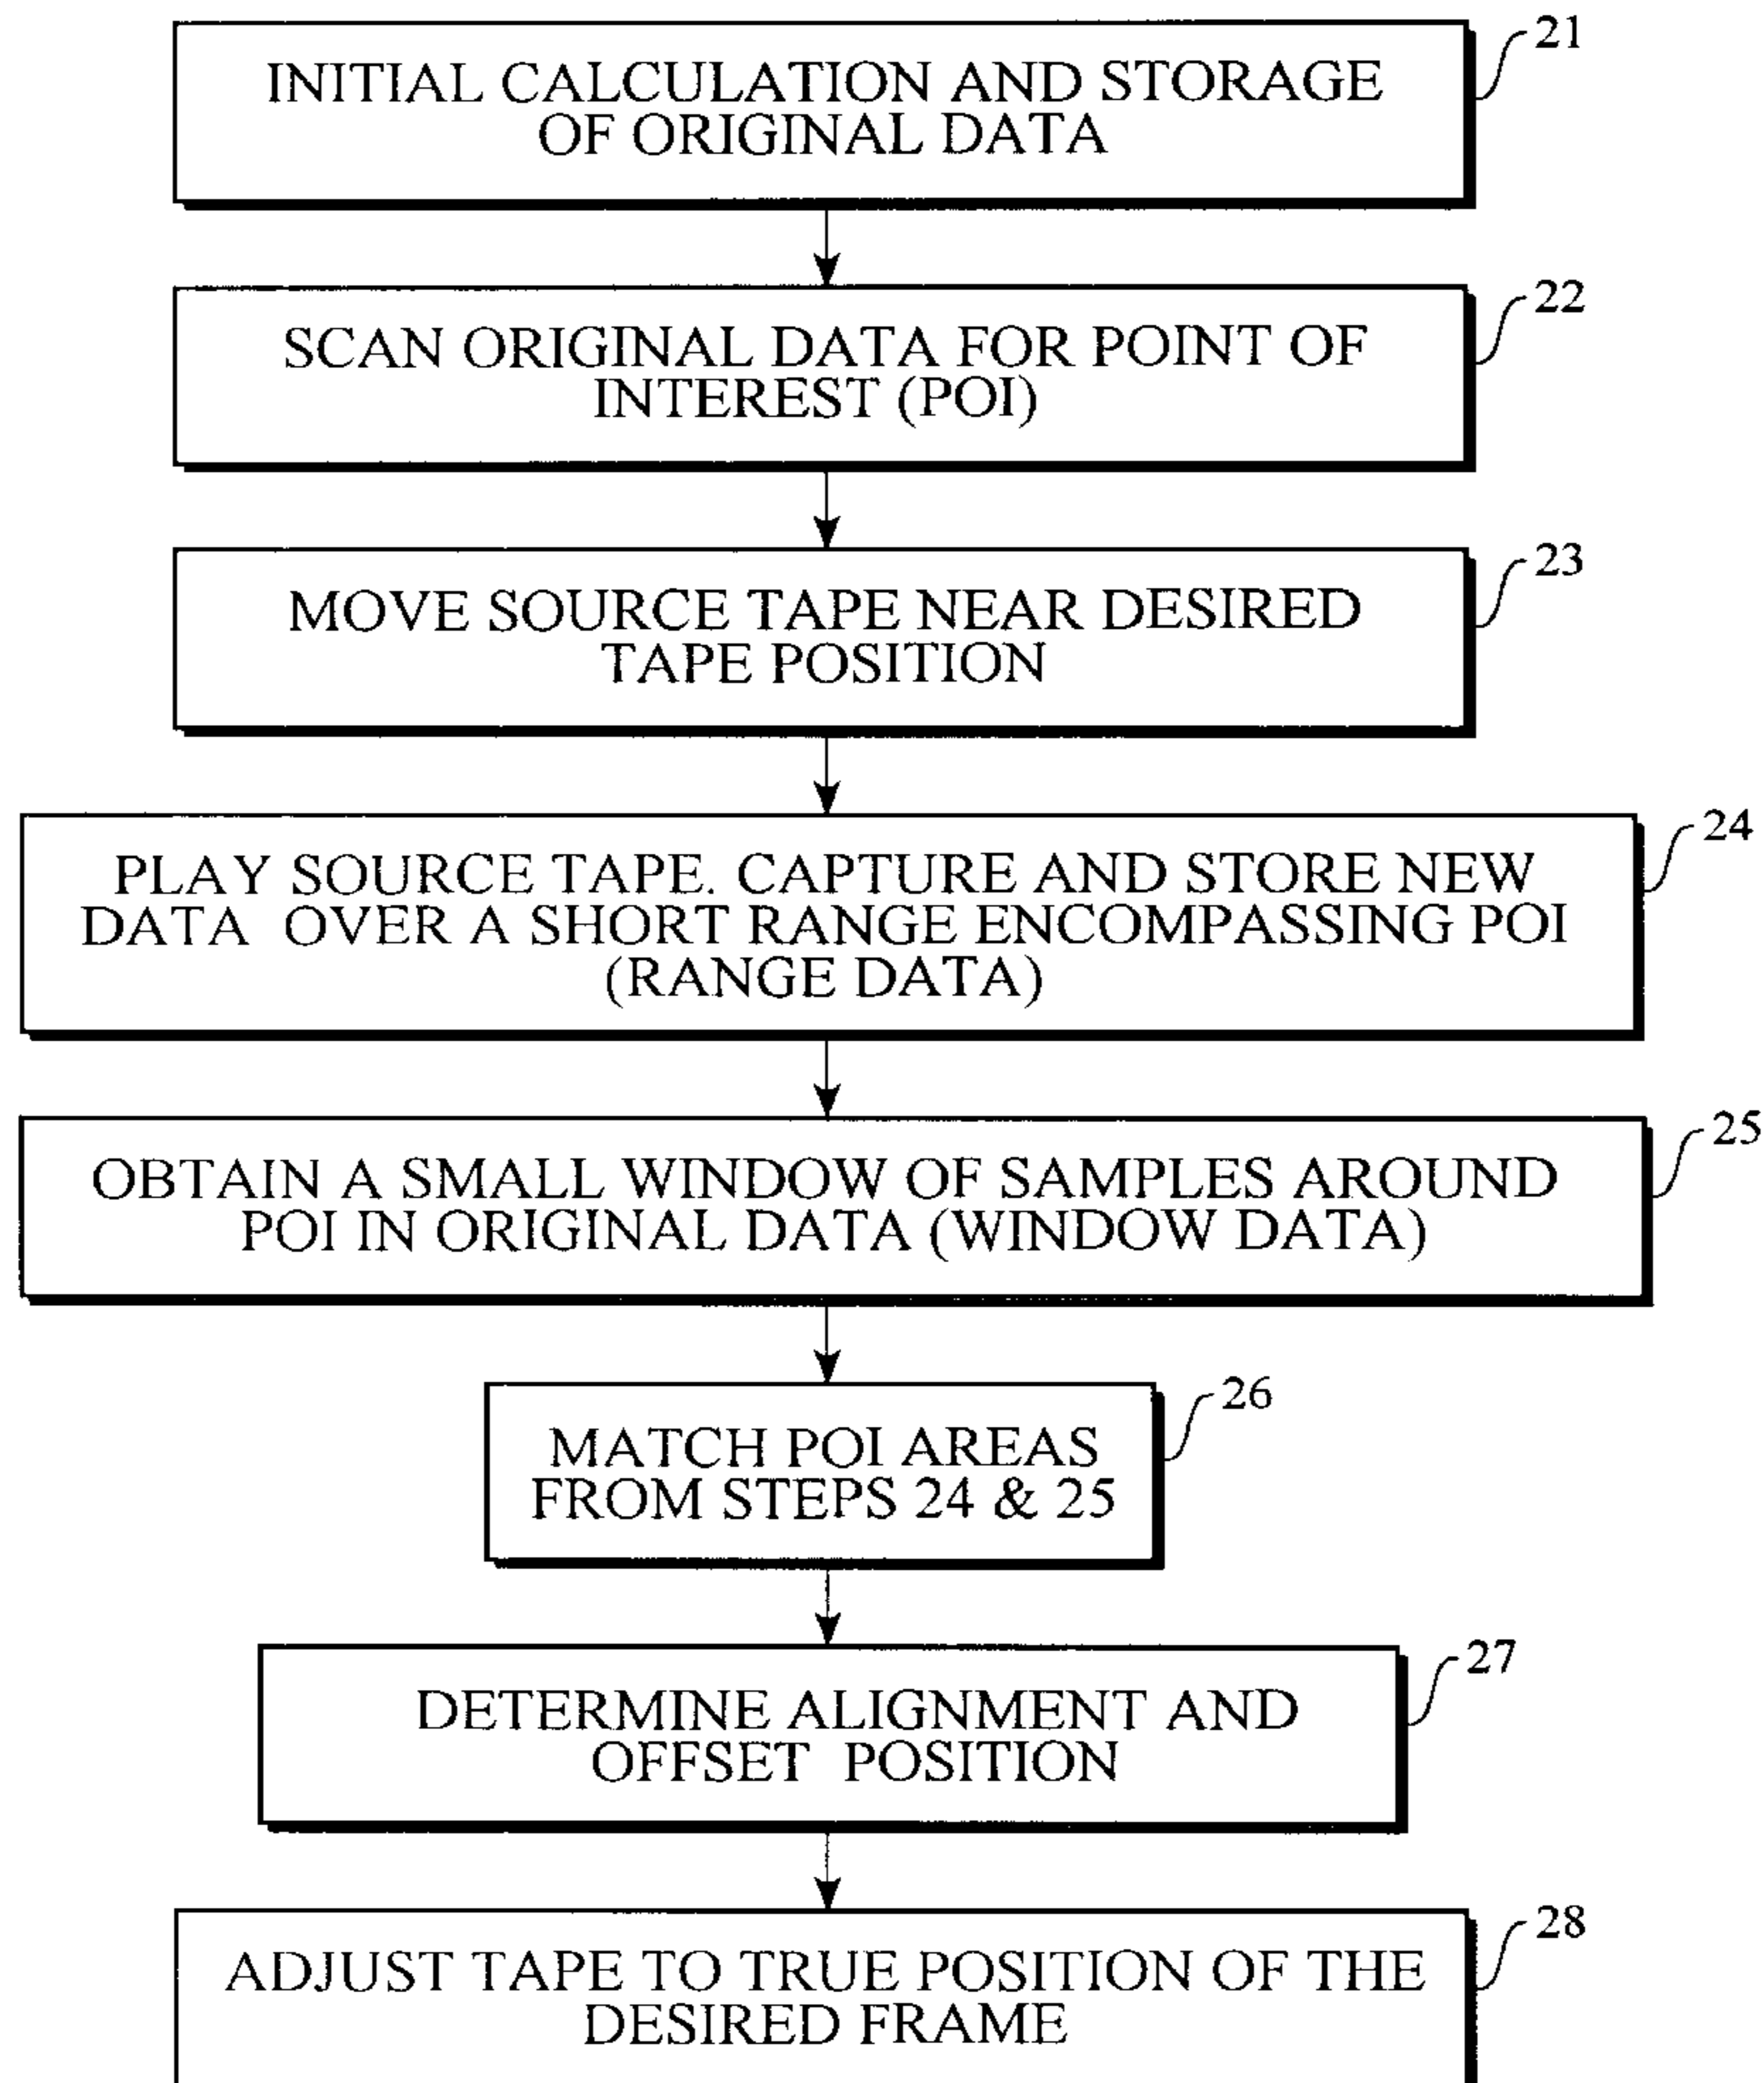 21
INITIAL CALCULATION AND STORAGE
OF ORIGINAL DATA
22
SCAN ORIGINAL DATA FOR POINT OF
INTEREST (POI)
23
MOVE SOURCE TAPE NEAR DESIRED
TAPE POSITION
24
PLAY SOURCE TAPE. CAPTURE AND STORE NEW
DATA OVER A SHORT RANGE ENCOMPASSING POI
(RANGE DATA)
25
OBTAIN A SMALL WINDOW OF SAMPLES AROUND
POI IN ORIGINAL DATA (WINDOW DATA)
26
MATCH POI AREAS
FROM STEPS 24 & 25
27
DETERMINE ALIGNMENT AND
OFFSET POSITION
28
ADJUST TAPE TO TRUE POSITION OF THE
DESIRED FRAME